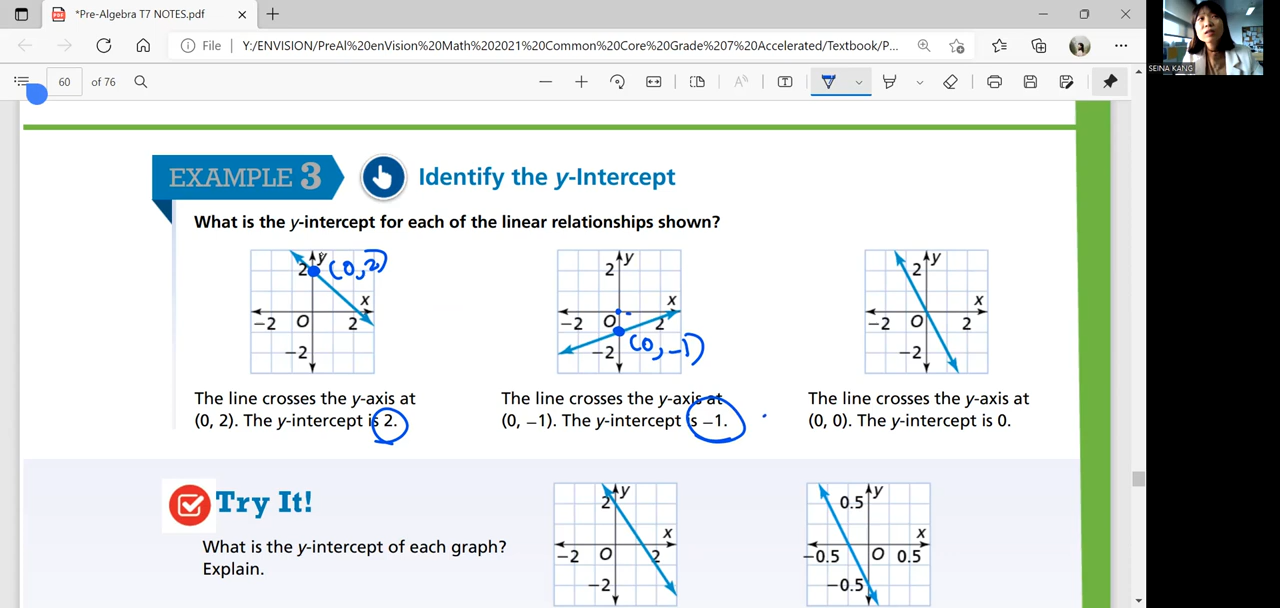 *Pre-Algebra T7 NOTES.pdf
File
Y:/ENVISION/PreAl%20enVision%20Math%202021%20Common%20Core%20Grade%207%20Accelerated/Textbook/P...
60 of 76
SEINA KANG
EXAMPLE 3 Identify the y-Intercept
What is the y-intercept for each of the linear relationships shown?
y
2
(0, 2)
x
-2 O 2
-2
y
2
x
-2 O 2
-2
(0, -1)
y
2
x
-2 O 2
-2
The line crosses the y-axis at
(0, 2). The y-intercept is 2.
The line crosses the y-axis at
(0, −1). The y-intercept is −1.
The line crosses the y-axis at
(0, 0). The y-intercept is 0.
Try It!
What is the y-intercept of each graph?
Explain.
y
2
x
-2 O 2
-2
y
0.5
x
-0.5 O 0.5
-0.5